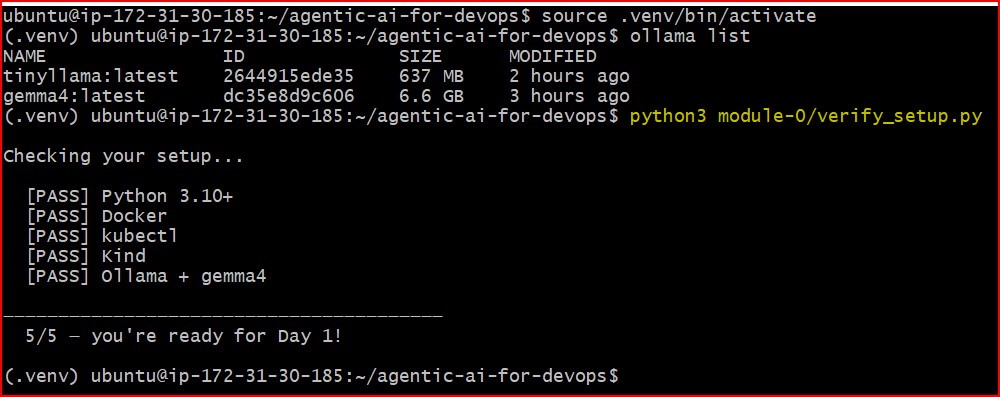 ubuntu@ip-172-31-30-185:~/agentic-ai-for-devops$ source .venv/bin/activate
(.venv) ubuntu@ip-172-31-30-185:~/agentic-ai-for-devops$ ollama list
NAME                ID              SIZE      MODIFIED
tinyllama:latest    2644915ede35    637 MB    2 hours ago
gemma4:latest       dc35e8d9c606    6.6 GB    3 hours ago
(.venv) ubuntu@ip-172-31-30-185:~/agentic-ai-for-devops$ python3 module-0/verify_setup.py
Checking your setup...
[PASS] Python 3.10+
[PASS] Docker
[PASS] kubectl
[PASS] Kind
[PASS] Ollama + gemma4
________________________________________
5/5 — you're ready for Day 1!
(.venv) ubuntu@ip-172-31-30-185:~/agentic-ai-for-devops$